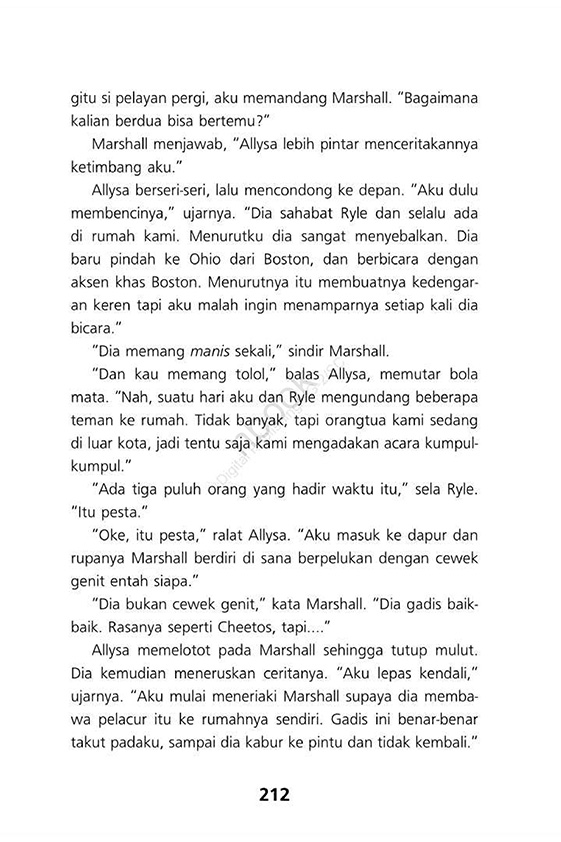 gitu si pelayan pergi, aku memandang Marshall. “Bagaimana
kalian berdua bisa bertemu?”
Marshall menjawab, “Allysa lebih pintar menceritakannya
ketimbang aku.”
Allysa berseri-seri, lalu mencondong ke depan. “Aku dulu
membencinya,” ujarnya. “Dia sahabat Ryle dan selalu ada
di rumah kami. Menurutku dia sangat menyebalkan. Dia
baru pindah ke Ohio dari Boston, dan berbicara dengan
aksen khas Boston. Menurutnya itu membuatnya kedengar-
an keren tapi aku malah ingin menamparnya setiap kali dia
bicara.”
“Dia memang manis sekali,” sindir Marshall.
“Dan kau memang tolol,” balas Allysa, memutar bola
mata. “Nah, suatu hari aku dan Ryle mengundang beberapa
teman ke rumah. Tidak banyak, tapi orangtua kami sedang
di luar kota, jadi tentu saja kami mengadakan acara kumpul-
kumpul.”
“Ada tiga puluh orang yang hadir waktu itu,” sela Ryle.
“Itu pesta.”
“Oke, itu pesta,” ralat Allysa. “Aku masuk ke dapur dan
rupanya Marshall berdiri di sana berpelukan dengan cewek
genit entah siapa.”
“Dia bukan cewek genit,” kata Marshall. “Dia gadis baik-
baik. Rasanya seperti Cheetos, tapi....”
Allysa memelotot pada Marshall sehingga tutup mulut.
Dia kemudian meneruskan ceritanya. “Aku lepas kendali,”
ujarnya. “Aku mulai meneriaki Marshall supaya dia memba-
wa pelacur itu ke rumahnya sendiri. Gadis ini benar-benar
takut padaku, sampai dia kabur ke pintu dan tidak kembali.”
212